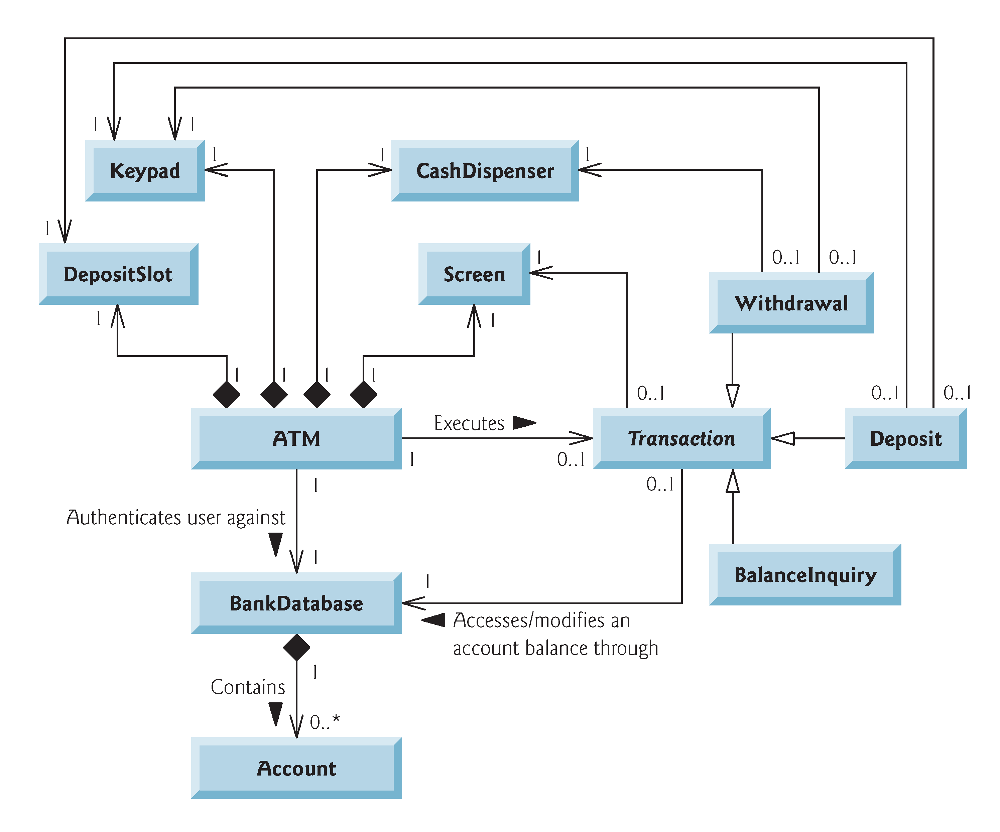 1
1
Keypad
1
1
CashDispenser
1
1
DepositSlot
Screen
1
0..1
0..1
Withdrawal
1
1
1
1
1
1
0..1
0..1
0..1
ATM
Executes
1
0..1
Transaction
Deposit
1
0..1
Authenticates user against
1
BankDatabase
1
Accesses/modifies an
account balance through
BalanceInquiry
1
Contains
0..*
Account